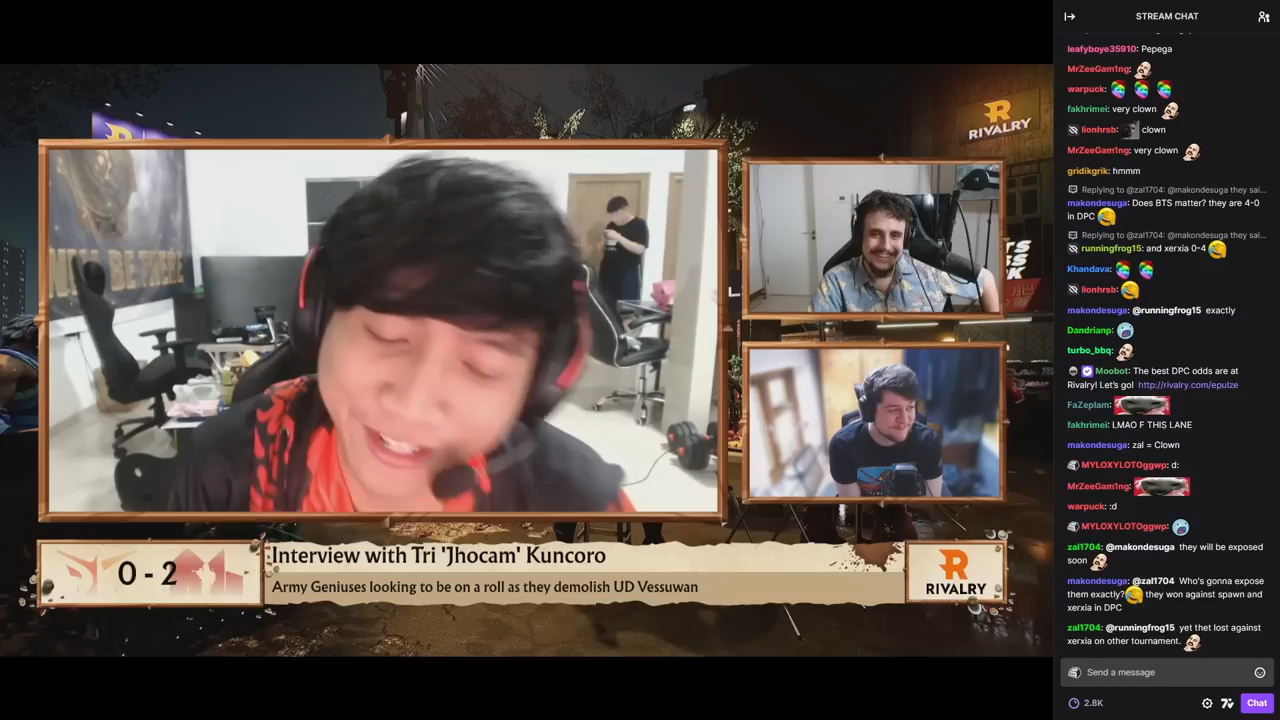 RIVALRY
0 - 2
Interview with Tri 'Jhocam' Kuncoro
Army Geniuses looking to be on a roll as they demolish UD Vessuwan
RIVALRY
STREAM CHAT
leafyboye35910: Pepega
MrZeeGam1ng:
warpuck:
fakhrimei: very clown
lionhrsb: clown
MrZeeGam1ng: very clown
gridikgrik: hmmm
Replying to @zal1704: @makondesuga they sai...
makondesuga: Does BTS matter? they are 4-0
in DPC
Replying to @zal1704: @makondesuga they sai...
runningfrog15: and xerxia 0-4
Khandava:
lionhrsb:
makondesuga: @runningfrog15 exactly
Dandrianp:
turbo_bbq:
Moobot: The best DPC odds are at
Rivalry! Let's go! http://rivalry.com/epulze
FaZeplam:
fakhrimei: LMAO F THIS LANE
makondesuga: zal = Clown
MYLOXYLOTOggwp: d:
MrZeeGam1ng:
warpuck: :d
MYLOXYLOTOggwp:
zal1704: @makondesuga they will be exposed
soon
makondesuga: @zal1704 Who's gonna expose
them exactly? they won against spawn and
xerxia in DPC
zal1704: @runningfrog15 yet thet lost against
xerxia on other tournament.
Send a message
2.8K
Chat